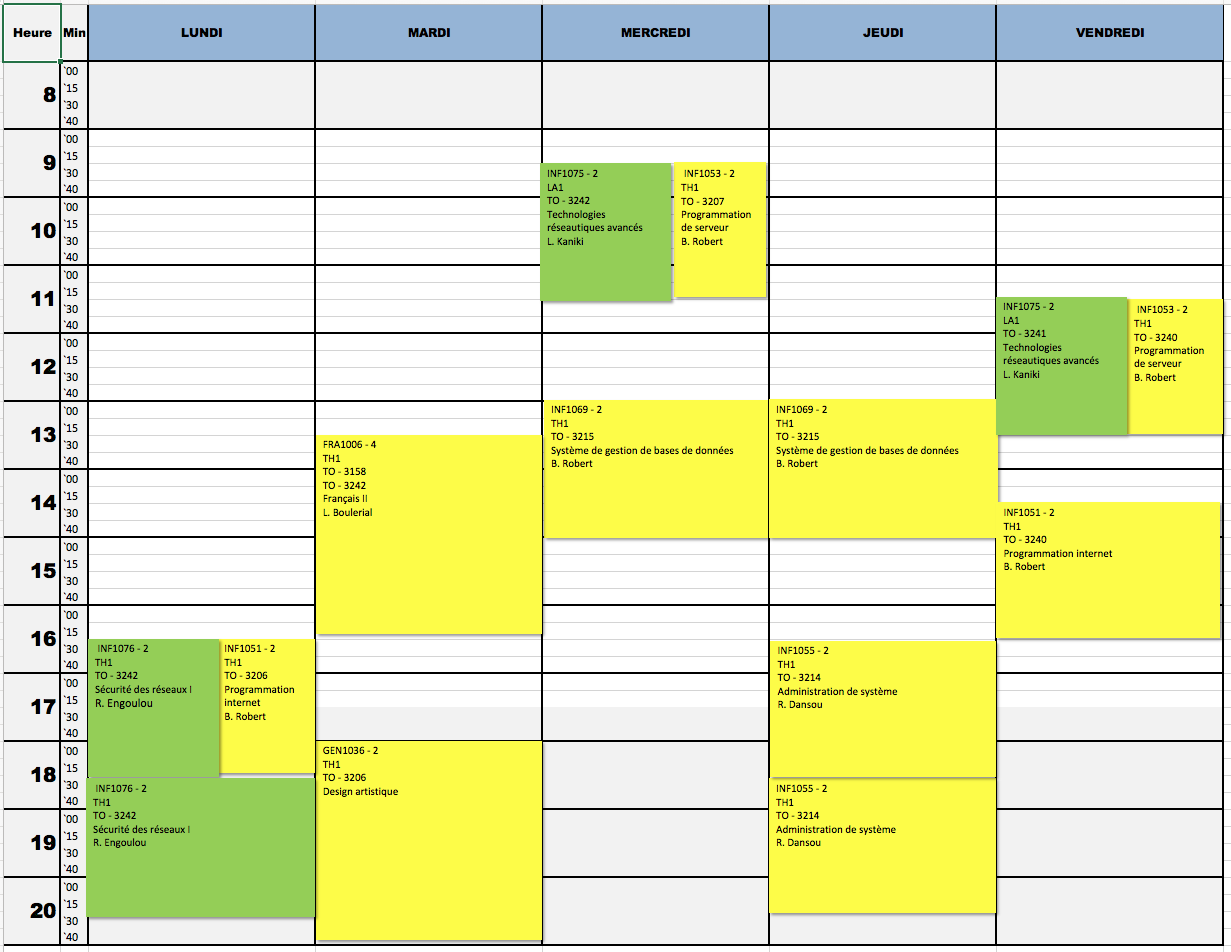 Heure Min LUNDI MARDI MERCREDI JEUDI VENDREDI
8
`00
`15
`30
`40
9
`00
`15
`30
`40
10
`00
`15
`30
`40
11
`00
`15
`30
`40
12
`00
`15
`30
`40
13
`00
`15
`30
`40
14
`00
`15
`30
`40
15
`00
`15
`30
`40
16
`00
`15
`30
`40
17
`00
`15
`30
`40
18
`00
`15
`30
`40
19
`00
`15
`30
`40
20
`00
`15
`30
`40
INF1076 - 2
TH1
TO - 3242
Sécurité des réseaux I
R. Engoulou
INF1051 - 2
TH1
TO - 3206
Programmation
internet
B. Robert
INF1076 - 2
TH1
TO - 3242
Sécurité des réseaux I
R. Engoulou
FRA1006 - 4
TH1
TO - 3158
TO - 3242
Français II
L. Boulerial
GEN1036 - 2
TH1
TO - 3206
Design artistique
INF1075 - 2
LA1
TO - 3242
Technologies
réseautiques avancés
L. Kaniki
INF1053 - 2
TH1
TO - 3207
Programmation
de serveur
B. Robert
INF1069 - 2
TH1
TO - 3215
Système de gestion de bases de données
B. Robert
INF1069 - 2
TH1
TO - 3215
Système de gestion de bases de données
B. Robert
INF1055 - 2
TH1
TO - 3214
Administration de système
R. Dansou
INF1055 - 2
TH1
TO - 3214
Administration de système
R. Dansou
INF1075 - 2
LA1
TO - 3241
Technologies
réseautiques avancés
L. Kaniki
INF1053 - 2
TH1
TO - 3240
Programmation
de serveur
B. Robert
INF1051 - 2
TH1
TO - 3240
Programmation internet
B. Robert